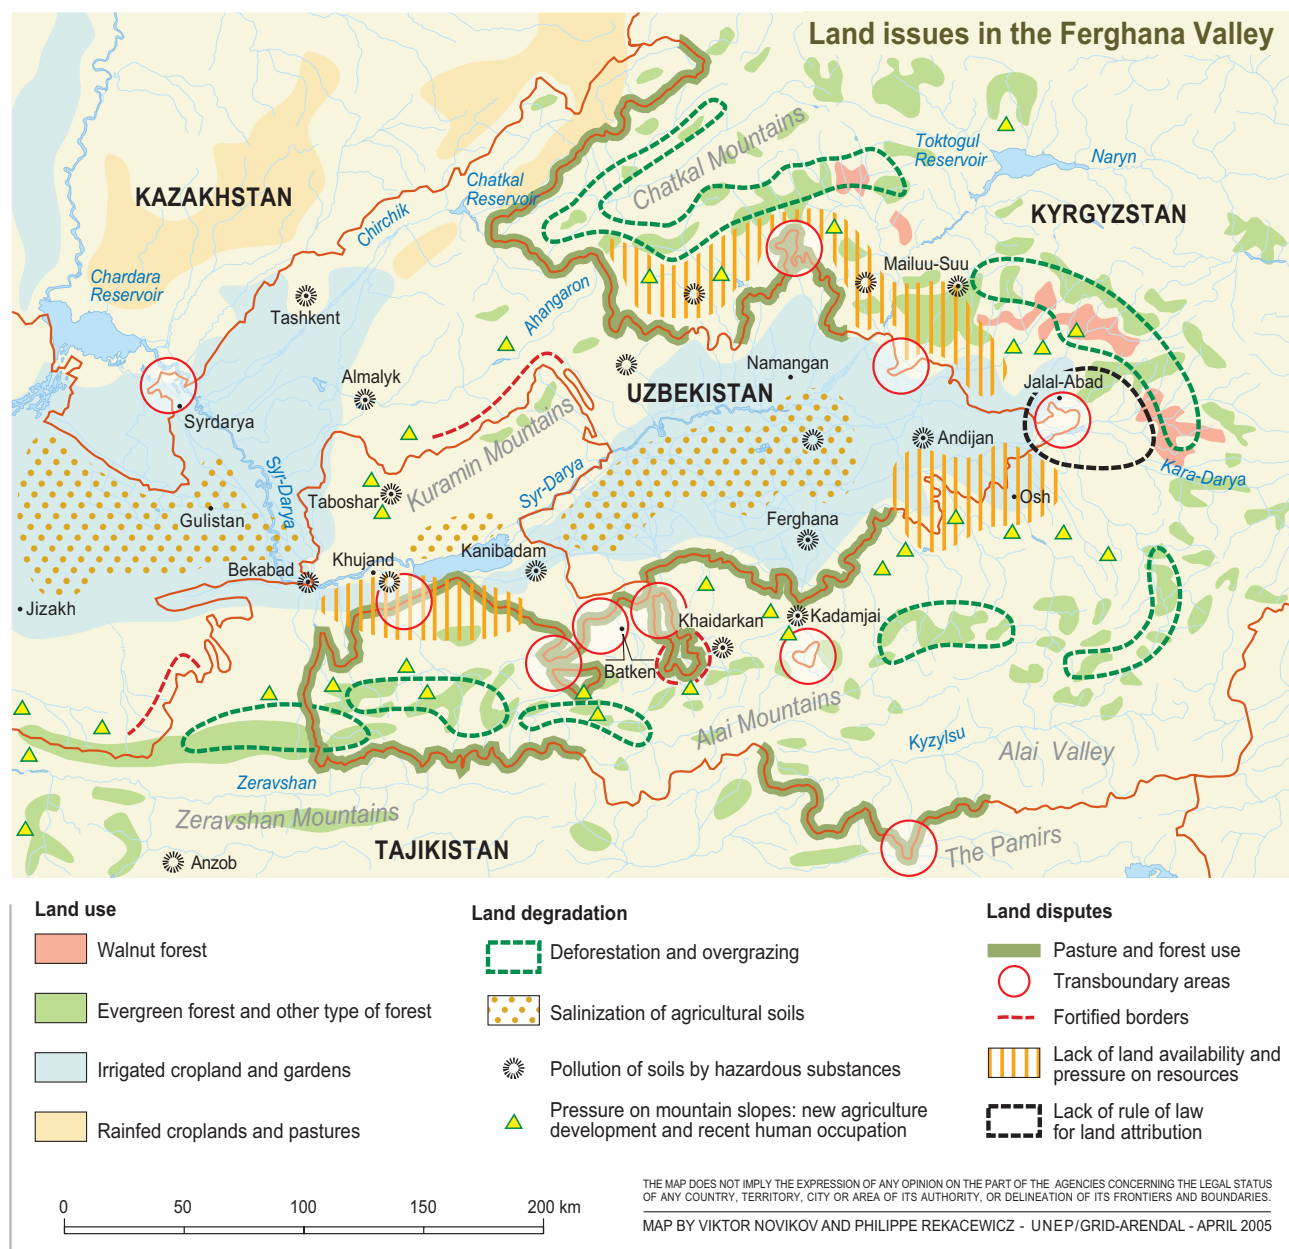 Land issues in the Ferghana Valley
Chatkal Mountains
Toktogul
Reservoir
Naryn
KAZAKHSTAN
Chatkal
Reservoir
KYRGYZSTAN
Chirchik
Chardara
Reservoir
Mailuu-Suu
Ahangaron
Tashkent
Namangan
UZBEKISTAN
Almalyk
Jalal-Abad
Syrdarya
Kuramin Mountains
Andijan
Syr-Darya
Syr-Darya
Kara-Darya
Taboshar
Osh
Gulistan
Ferghana
Kanibadam
Khujand
Bekabad
Jizakh
Khaidarkan
Kadamjai
Batken
Alai Mountains
Kyzylsu
Alai Valley
Zeravshan
Zeravshan Mountains
The Pamirs
TAJIKISTAN
Anzob
Land use
Walnut forest
Evergreen forest and other type of forest
Irrigated cropland and gardens
Rainfed croplands and pastures
Land degradation
Deforestation and overgrazing
Salinization of agricultural soils
Pollution of soils by hazardous substances
Pressure on mountain slopes: new agriculture
development and recent human occupation
Land disputes
Pasture and forest use
Transboundary areas
Fortified borders
Lack of land availability and
pressure on resources
Lack of rule of law
for land attribution
0 50 100 150 200 km
THE MAP DOES NOT IMPLY THE EXPRESSION OF ANY OPINION ON THE PART OF THE AGENCIES CONCERNING THE LEGAL STATUS
OF ANY COUNTRY, TERRITORY, CITY OR AREA OF ITS AUTHORITY, OR DELINEATION OF ITS FRONTIERS AND BOUNDARIES.
MAP BY VIKTOR NOVIKOV AND PHILIPPE REKACEWICZ - UNEP/GRID-ARENDAL - APRIL 2005